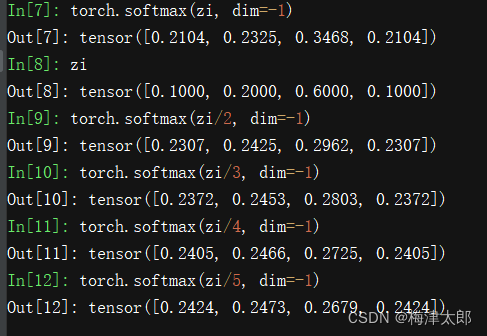 In[7]: torch.softmax(zi, dim=-1)
Out[7]: tensor([0.2104, 0.2325, 0.3468, 0.2104])
In[8]: zi
Out[8]: tensor([0.1000, 0.2000, 0.6000, 0.1000])
In[9]: torch.softmax(zi/2, dim=-1)
Out[9]: tensor([0.2307, 0.2425, 0.2962, 0.2307])
In[10]: torch.softmax(zi/3, dim=-1)
Out[10]: tensor([0.2372, 0.2453, 0.2803, 0.2372])
In[11]: torch.softmax(zi/4, dim=-1)
Out[11]: tensor([0.2405, 0.2466, 0.2725, 0.2405])
In[12]: torch.softmax(zi/5, dim=-1)
Out[12]: tensor([0.2424, 0.2473, 0.2679, 0.2424])
CSDN @梅津太郎